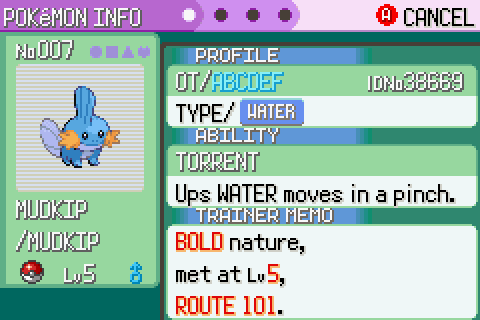 POKéMON INFO
A CANCEL
No007
MUDKIP
/MUDKIP
Lv5 ♂
PROFILE
OT/ABCDEF IDNo38669
TYPE/ WATER
ABILITY
TORRENT
Ups WATER moves in a pinch.
TRAINER MEMO
BOLD nature,
met at Lv5,
ROUTE 101.